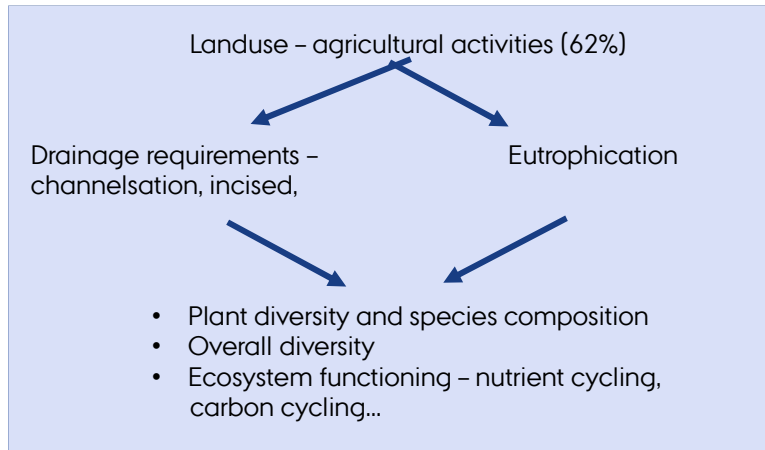 Landuse – agricultural activities (62%)
Drainage requirements –
channelsation, incised,
Eutrophication
• Plant diversity and species composition
• Overall diversity
• Ecosystem functioning – nutrient cycling,
carbon cycling...